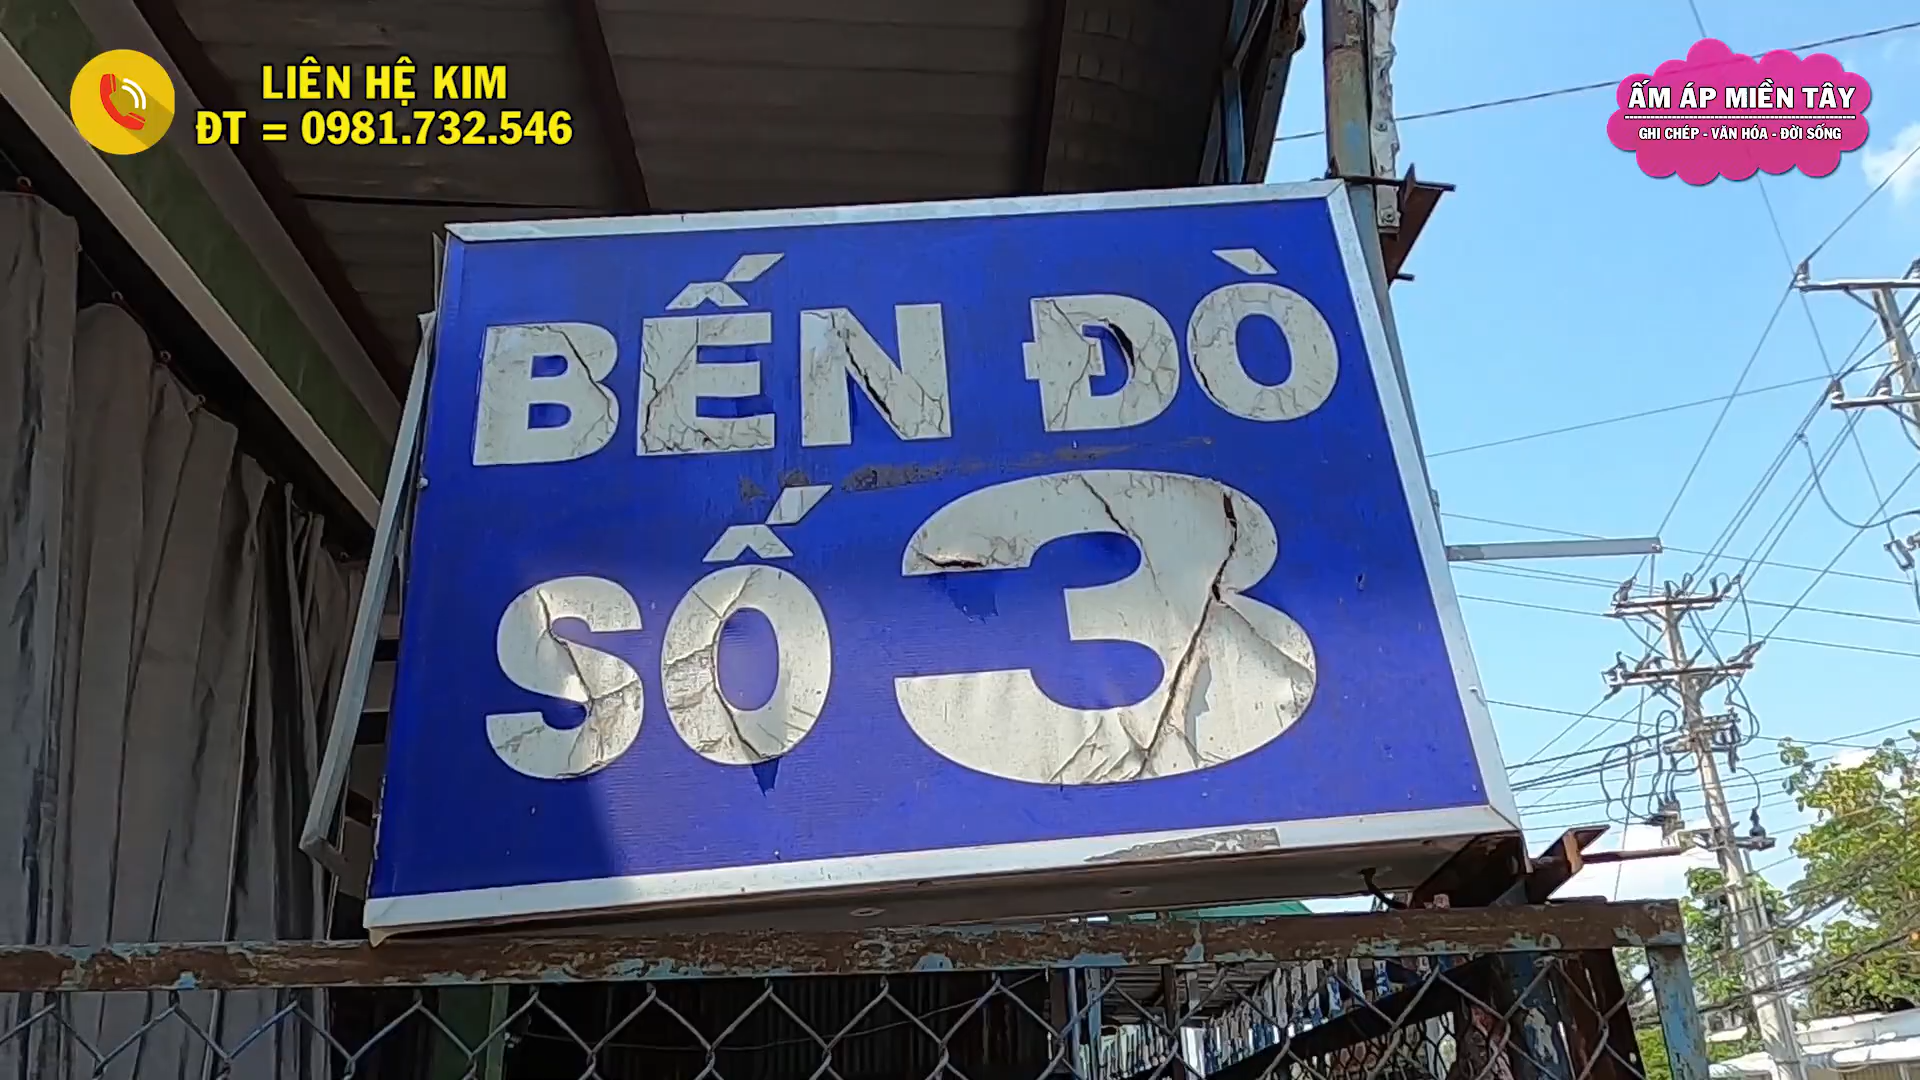 LIÊN HỆ KIM
ĐT = 0981.732.546
ẤM ÁP MIỀN TÂY
GHI CHÉP - VĂN HÓA - ĐỜI SỐNG
BẾN ĐÒ
SỐ 3